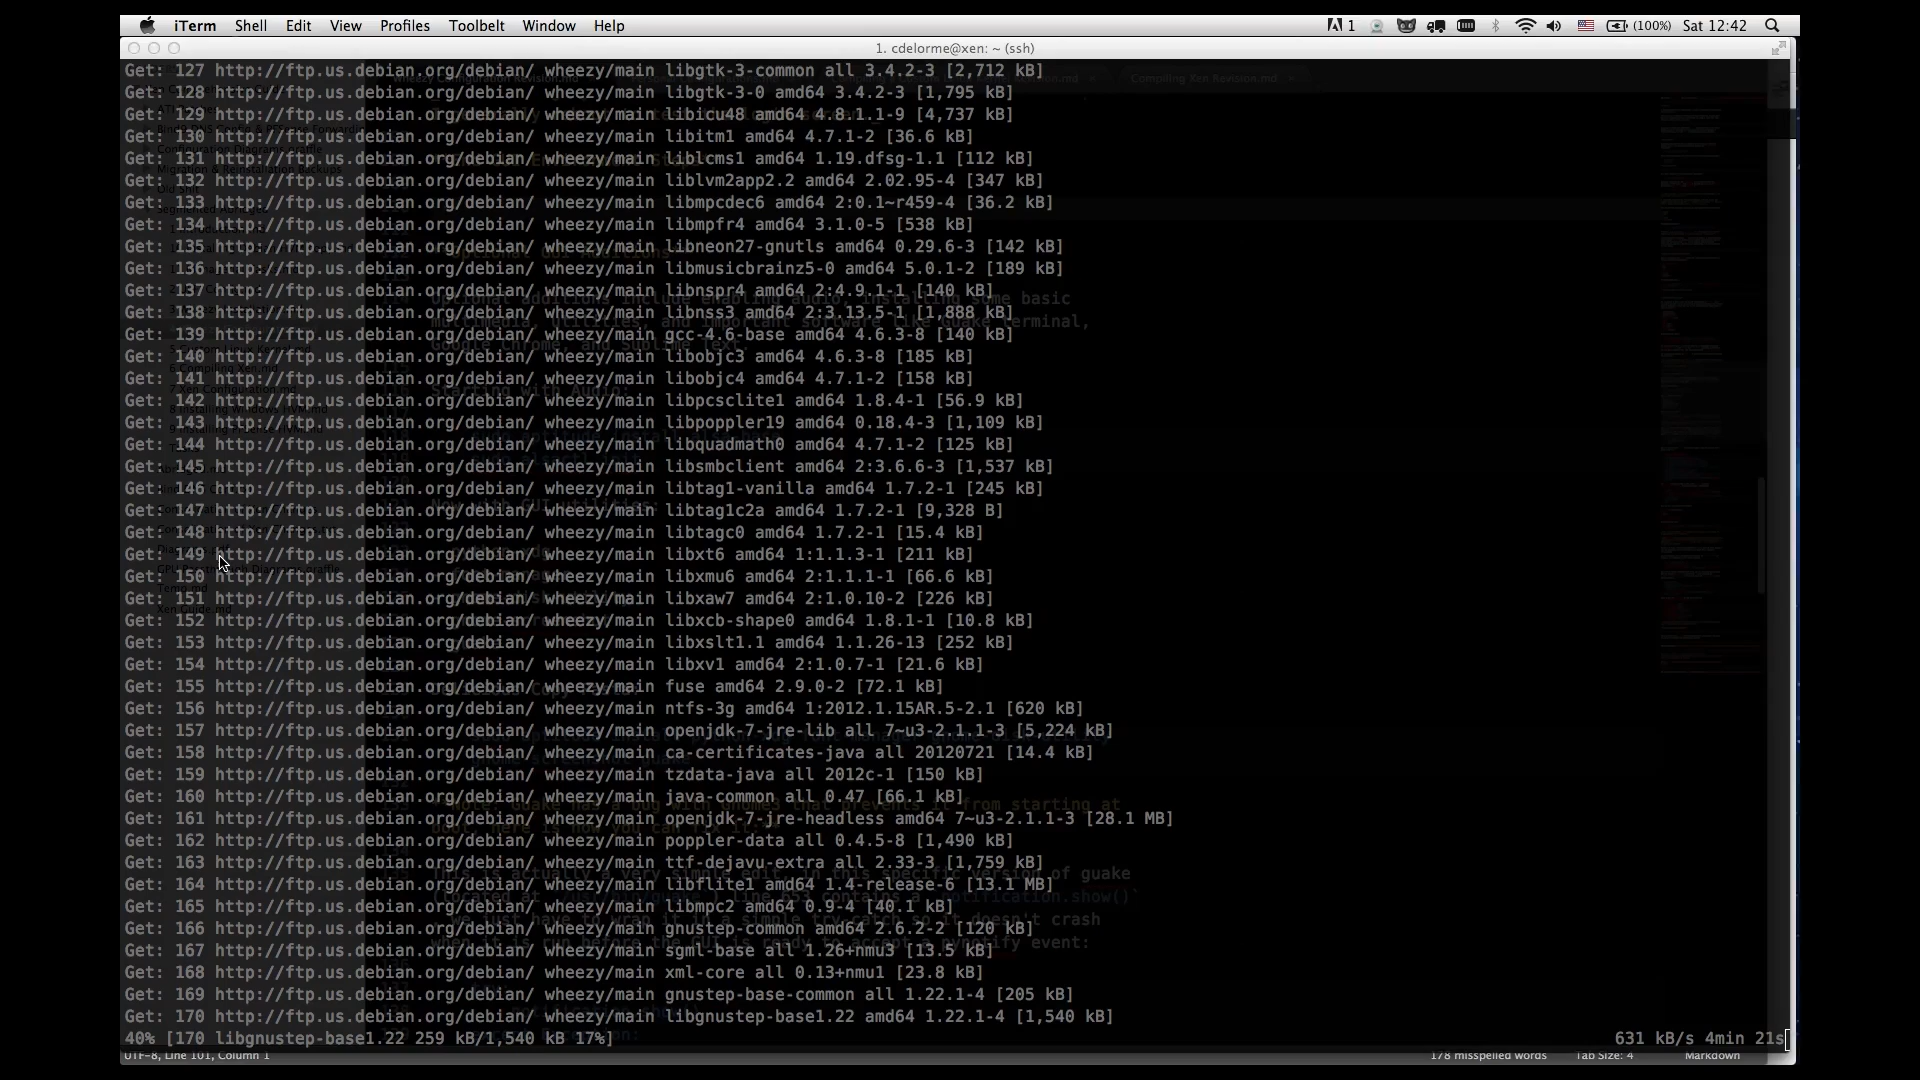 iTerm Shell Edit View Profiles Toolbelt Window Help 1 (100%) Sat 12:42
1. cdelorme@xen: ~ (ssh)
Get: 127 http://ftp.us.debian.org/debian/ wheezy/main libgtk-3-common all 3.4.2-3 [2,712 kB]
Get: 128 http://ftp.us.debian.org/debian/ wheezy/main libgtk-3-0 amd64 3.4.2-3 [1,795 kB]
Get: 129 http://ftp.us.debian.org/debian/ wheezy/main libicu48 amd64 4.8.1.1-9 [4,737 kB]
Get: 130 http://ftp.us.debian.org/debian/ wheezy/main libitm1 amd64 4.7.1-2 [36.6 kB]
Get: 131 http://ftp.us.debian.org/debian/ wheezy/main liblcms1 amd64 1.19.dfsg-1.1 [112 kB]
Get: 132 http://ftp.us.debian.org/debian/ wheezy/main liblvm2app2.2 amd64 2.02.95-4 [347 kB]
Get: 133 http://ftp.us.debian.org/debian/ wheezy/main libmpcdec6 amd64 2:0.1~r459-4 [36.2 kB]
Get: 134 http://ftp.us.debian.org/debian/ wheezy/main libmpfr4 amd64 3.1.0-5 [538 kB]
Get: 135 http://ftp.us.debian.org/debian/ wheezy/main libneon27-gnutls amd64 0.29.6-3 [142 kB]
Get: 136 http://ftp.us.debian.org/debian/ wheezy/main libmusicbrainz5-0 amd64 5.0.1-2 [189 kB]
Get: 137 http://ftp.us.debian.org/debian/ wheezy/main libnspr4 amd64 2:4.9.1-1 [140 kB]
Get: 138 http://ftp.us.debian.org/debian/ wheezy/main libnss3 amd64 2:3.13.5-1 [1,888 kB]
Get: 139 http://ftp.us.debian.org/debian/ wheezy/main gcc-4.6-base amd64 4.6.3-8 [140 kB]
Get: 140 http://ftp.us.debian.org/debian/ wheezy/main libobjc3 amd64 4.6.3-8 [185 kB]
Get: 141 http://ftp.us.debian.org/debian/ wheezy/main libobjc4 amd64 4.7.1-2 [158 kB]
Get: 142 http://ftp.us.debian.org/debian/ wheezy/main libpcsclite1 amd64 1.8.4-1 [56.9 kB]
Get: 143 http://ftp.us.debian.org/debian/ wheezy/main libpoppler19 amd64 0.18.4-3 [1,109 kB]
Get: 144 http://ftp.us.debian.org/debian/ wheezy/main libquadmath0 amd64 4.7.1-2 [125 kB]
Get: 145 http://ftp.us.debian.org/debian/ wheezy/main libsmbclient amd64 2:3.6.6-3 [1,537 kB]
Get: 146 http://ftp.us.debian.org/debian/ wheezy/main libtag1-vanilla amd64 1.7.2-1 [245 kB]
Get: 147 http://ftp.us.debian.org/debian/ wheezy/main libtag1c2a amd64 1.7.2-1 [9,328 B]
Get: 148 http://ftp.us.debian.org/debian/ wheezy/main libtagc0 amd64 1.7.2-1 [15.4 kB]
Get: 149 http://ftp.us.debian.org/debian/ wheezy/main libxt6 amd64 1:1.1.3-1 [211 kB]
Get: 150 http://ftp.us.debian.org/debian/ wheezy/main libxmu6 amd64 2:1.1.1-1 [66.6 kB]
Get: 151 http://ftp.us.debian.org/debian/ wheezy/main libxaw7 amd64 2:1.0.10-2 [226 kB]
Get: 152 http://ftp.us.debian.org/debian/ wheezy/main libxcb-shape0 amd64 1.8.1-1 [10.8 kB]
Get: 153 http://ftp.us.debian.org/debian/ wheezy/main libxslt1.1 amd64 1.1.26-13 [252 kB]
Get: 154 http://ftp.us.debian.org/debian/ wheezy/main libxv1 amd64 2:1.0.7-1 [21.6 kB]
Get: 155 http://ftp.us.debian.org/debian/ wheezy/main fuse amd64 2.9.0-2 [72.1 kB]
Get: 156 http://ftp.us.debian.org/debian/ wheezy/main ntfs-3g amd64 1:2012.1.15AR.5-2.1 [620 kB]
Get: 157 http://ftp.us.debian.org/debian/ wheezy/main openjdk-7-jre-lib all 7~u3-2.1.1-3 [5,224 kB]
Get: 158 http://ftp.us.debian.org/debian/ wheezy/main ca-certificates-java all 20120721 [14.4 kB]
Get: 159 http://ftp.us.debian.org/debian/ wheezy/main tzdata-java all 2012c-1 [150 kB]
Get: 160 http://ftp.us.debian.org/debian/ wheezy/main java-common all 0.47 [66.1 kB]
Get: 161 http://ftp.us.debian.org/debian/ wheezy/main openjdk-7-jre-headless amd64 7~u3-2.1.1-3 [28.1 MB]
Get: 162 http://ftp.us.debian.org/debian/ wheezy/main poppler-data all 0.4.5-8 [1,490 kB]
Get: 163 http://ftp.us.debian.org/debian/ wheezy/main ttf-dejavu-extra all 2.33-3 [1,759 kB]
Get: 164 http://ftp.us.debian.org/debian/ wheezy/main libflite1 amd64 1.4-release-6 [13.1 MB]
Get: 165 http://ftp.us.debian.org/debian/ wheezy/main libmpc2 amd64 0.9-4 [40.1 kB]
Get: 166 http://ftp.us.debian.org/debian/ wheezy/main gnustep-common amd64 2.6.2-2 [120 kB]
Get: 167 http://ftp.us.debian.org/debian/ wheezy/main sgml-base all 1.26+nmu3 [13.5 kB]
Get: 168 http://ftp.us.debian.org/debian/ wheezy/main xml-core all 0.13+nmu1 [23.8 kB]
Get: 169 http://ftp.us.debian.org/debian/ wheezy/main gnustep-base-common all 1.22.1-4 [205 kB]
Get: 170 http://ftp.us.debian.org/debian/ wheezy/main libgnustep-base1.22 amd64 1.22.1-4 [1,540 kB]
40% [170 libgnustep-base1.22 259 kB/1,540 kB 17%] 631 kB/s 4min 21s
UTF-8, Line 101, Column 1 178 misspelled words Tab Size: 4 Markdown